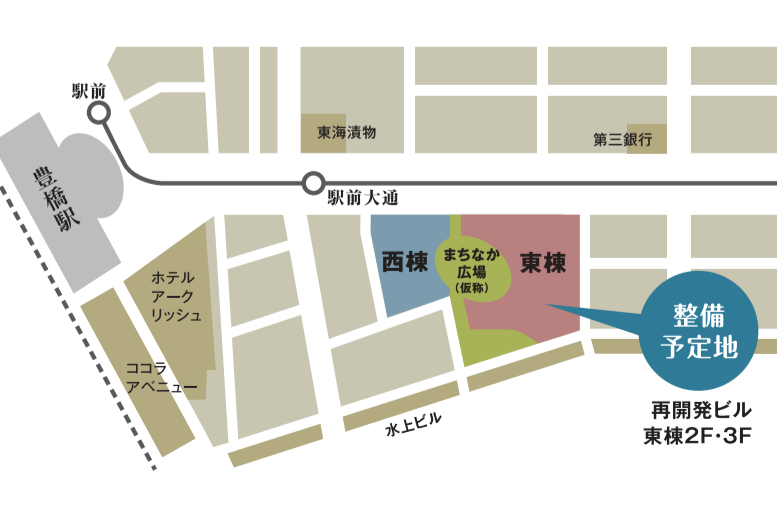 駅前
東海漬物
第三銀行
豊橋駅
駅前大通
西棟
まちなか
広場
(仮称)
東棟
ホテル
アーク
リッシュ
整備
予定地
ココラ
アベニュー
水上ビル
再開発ビル
東棟2F・3F